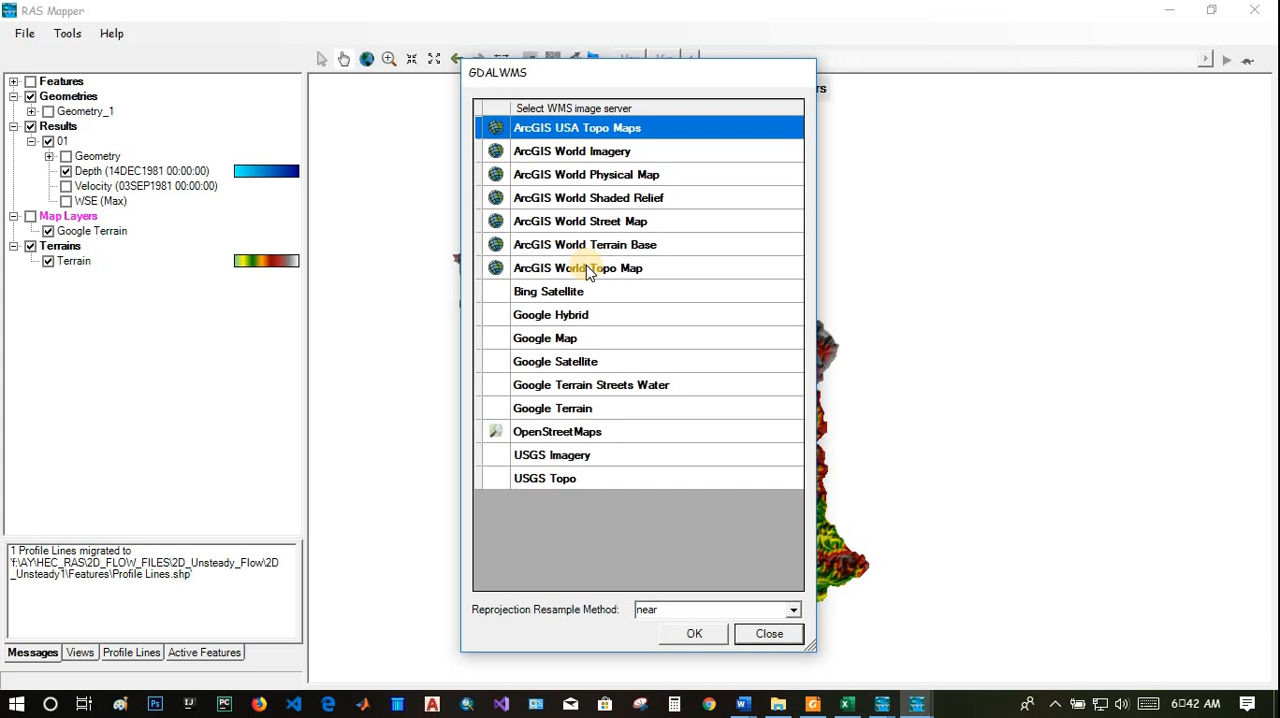 RAS Mapper
File Tools Help
Features
Geometries
Geometry_1
Results
01
Geometry
Depth (14DEC1981 00:00:00)
Velocity (03SEP1981 00:00:00)
WSE (Max)
Map Layers
Google Terrain
Terrains
Terrain
1 Profile Lines migrated to
'f:\AY\HEC_RAS\2D_FLOW_FILES\2D_Unsteady_Flow\2D
_Unsteady1\Features\Profile Lines.shp'
Messages Views Profile Lines Active Features
GDALWMS
Select WMS image server
ArcGIS USA Topo Maps
ArcGIS World Imagery
ArcGIS World Physical Map
ArcGIS World Shaded Relief
ArcGIS World Street Map
ArcGIS World Terrain Base
ArcGIS World Topo Map
Bing Satellite
Google Hybrid
Google Map
Google Satellite
Google Terrain Streets Water
Google Terrain
OpenStreetMaps
USGS Imagery
USGS Topo
Reprojection Resample Method: near
OK Close
6:42 AM